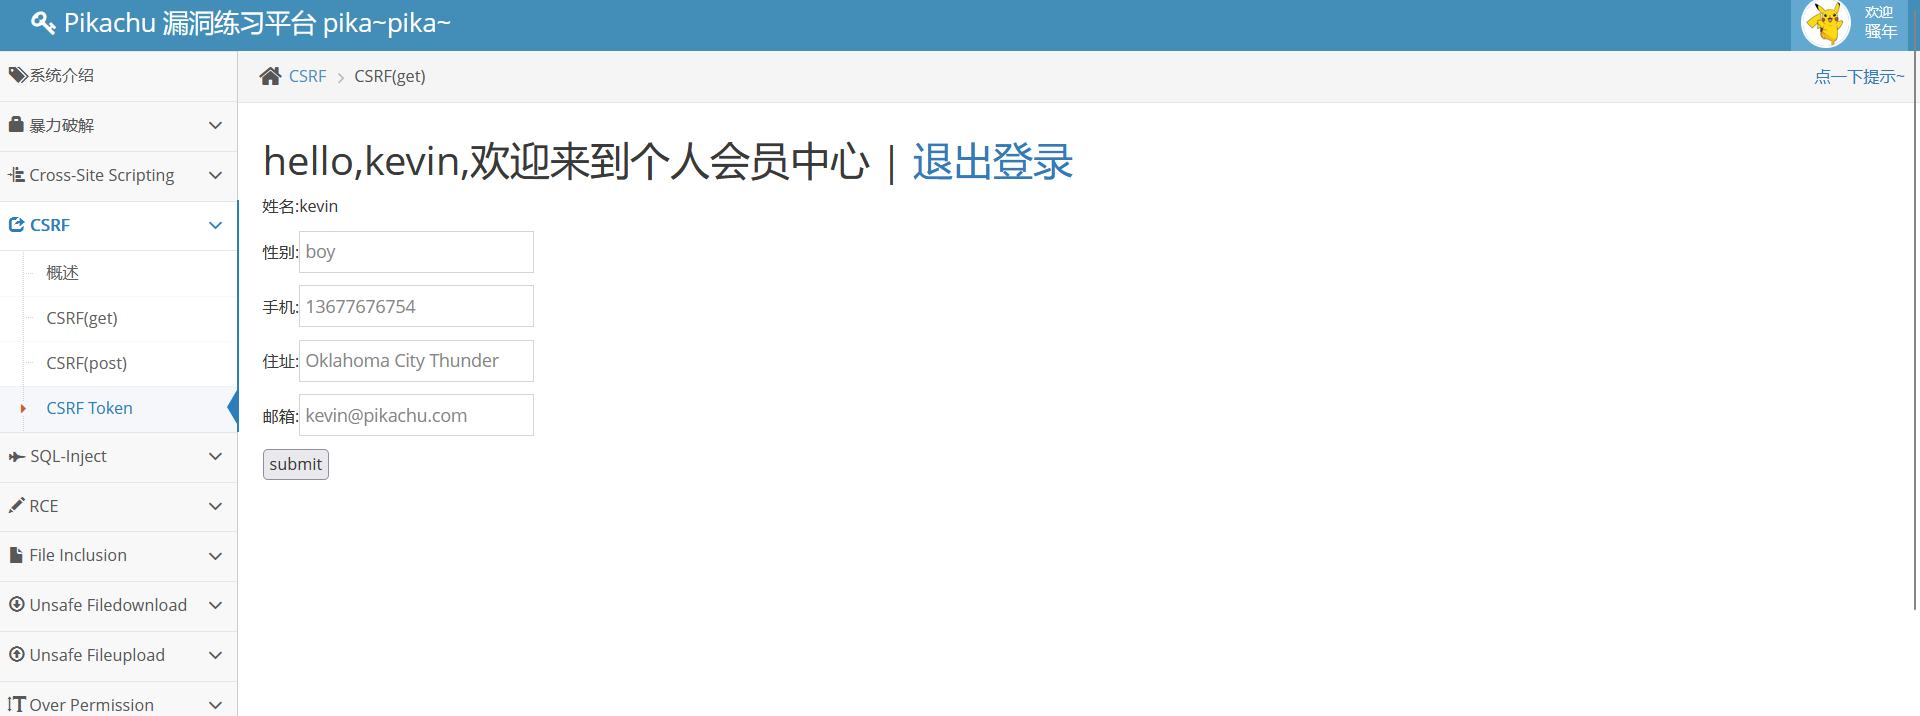 Pikachu 漏洞练习平台 pika~pika~
欢迎
骚年
系统介绍
暴力破解
Cross-Site Scripting
CSRF
概述
CSRF(get)
CSRF(post)
CSRF Token
SQL-Inject
RCE
File Inclusion
Unsafe Filedownload
Unsafe Fileupload
Over Permission
CSRF > CSRF(get)
点一下提示~
hello,kevin,欢迎来到个人会员中心 | 退出登录
姓名:kevin
性别:boy
手机:13677676754
住址:Oklahoma City Thunder
邮箱:kevin@pikachu.com
submit